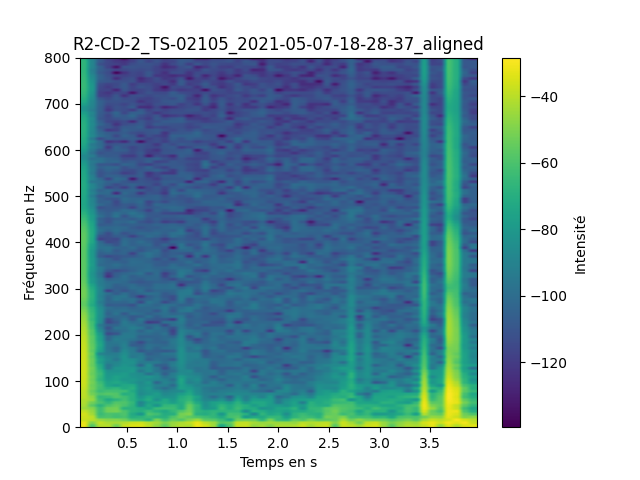 R2-CD-2_TS-02105_2021-05-07-18-28-37_aligned
800
700
600
500
400
300
200
100
0
Fréquence en Hz
0.5 1.0 1.5 2.0 2.5 3.0 3.5
Temps en s
−40
−60
−80
−100
−120
Intensité